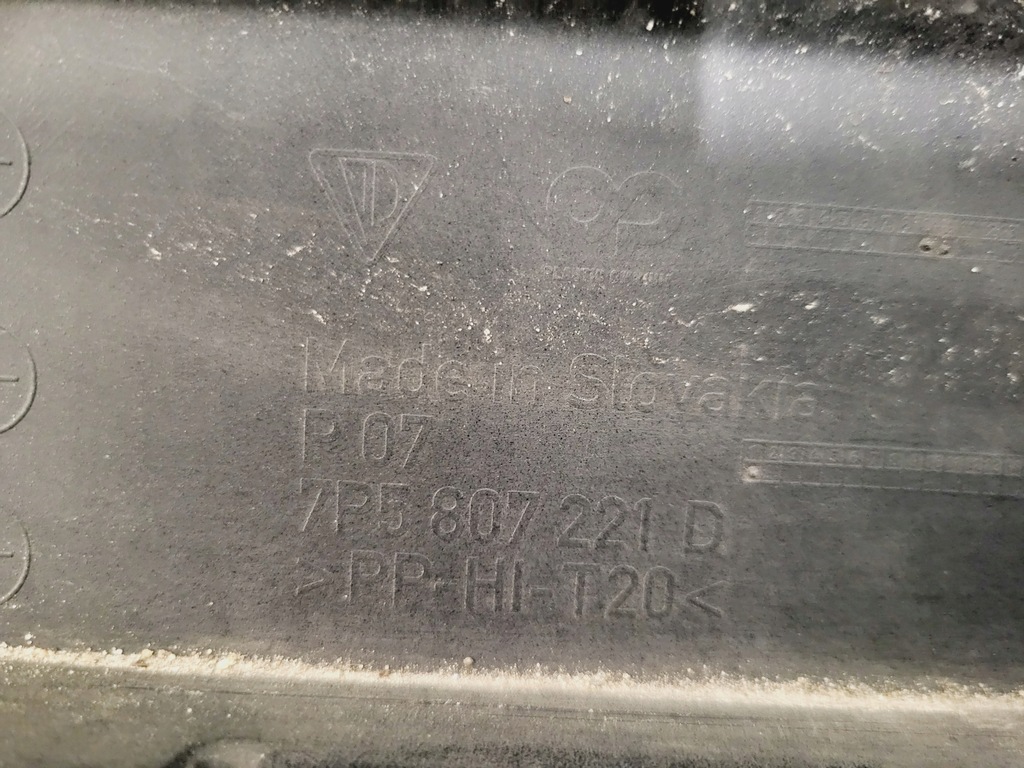 Made in Slovakia
P 07
7P5 807 221 D
>PP-HI-T20<